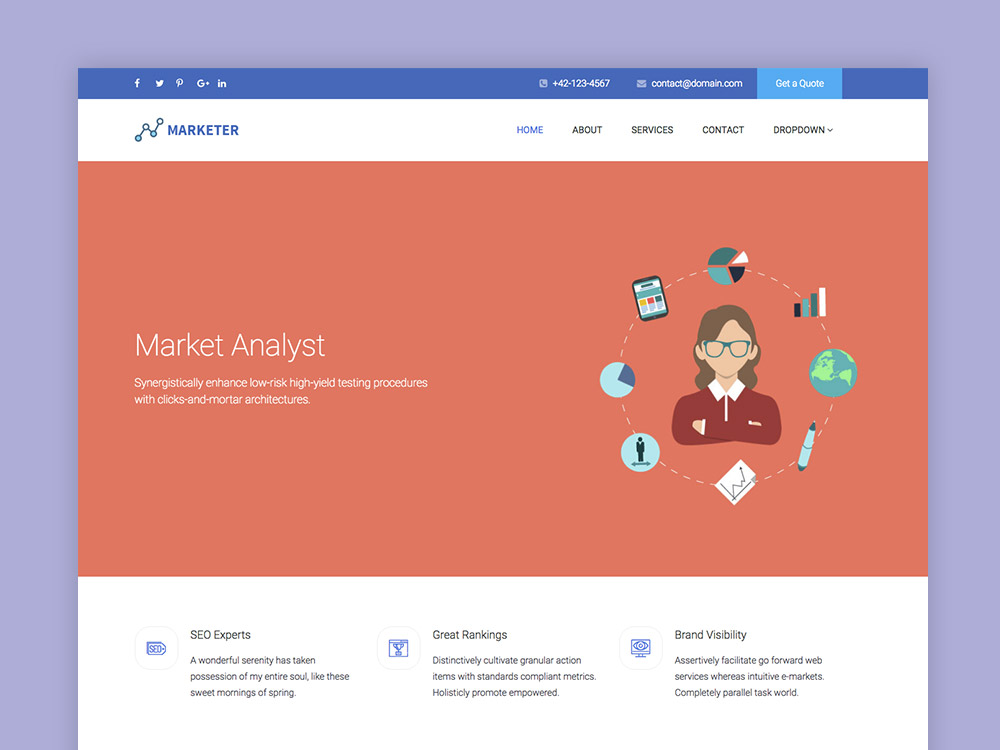 +42-123-4567 contact@domain.com Get a Quote
MARKETER HOME ABOUT SERVICES CONTACT DROPDOWN
Market Analyst
Synergistically enhance low-risk high-yield testing procedures
with clicks-and-mortar architectures.
SEO
SEO Experts
A wonderful serenity has taken
possession of my entire soul, like these
sweet mornings of spring.
Great Rankings
Distinctively cultivate granular action
items with standards compliant metrics.
Holisticly promote empowered.
Brand Visibility
Assertively facilitate go forward web
services whereas intuitive e-markets.
Completely parallel task world.